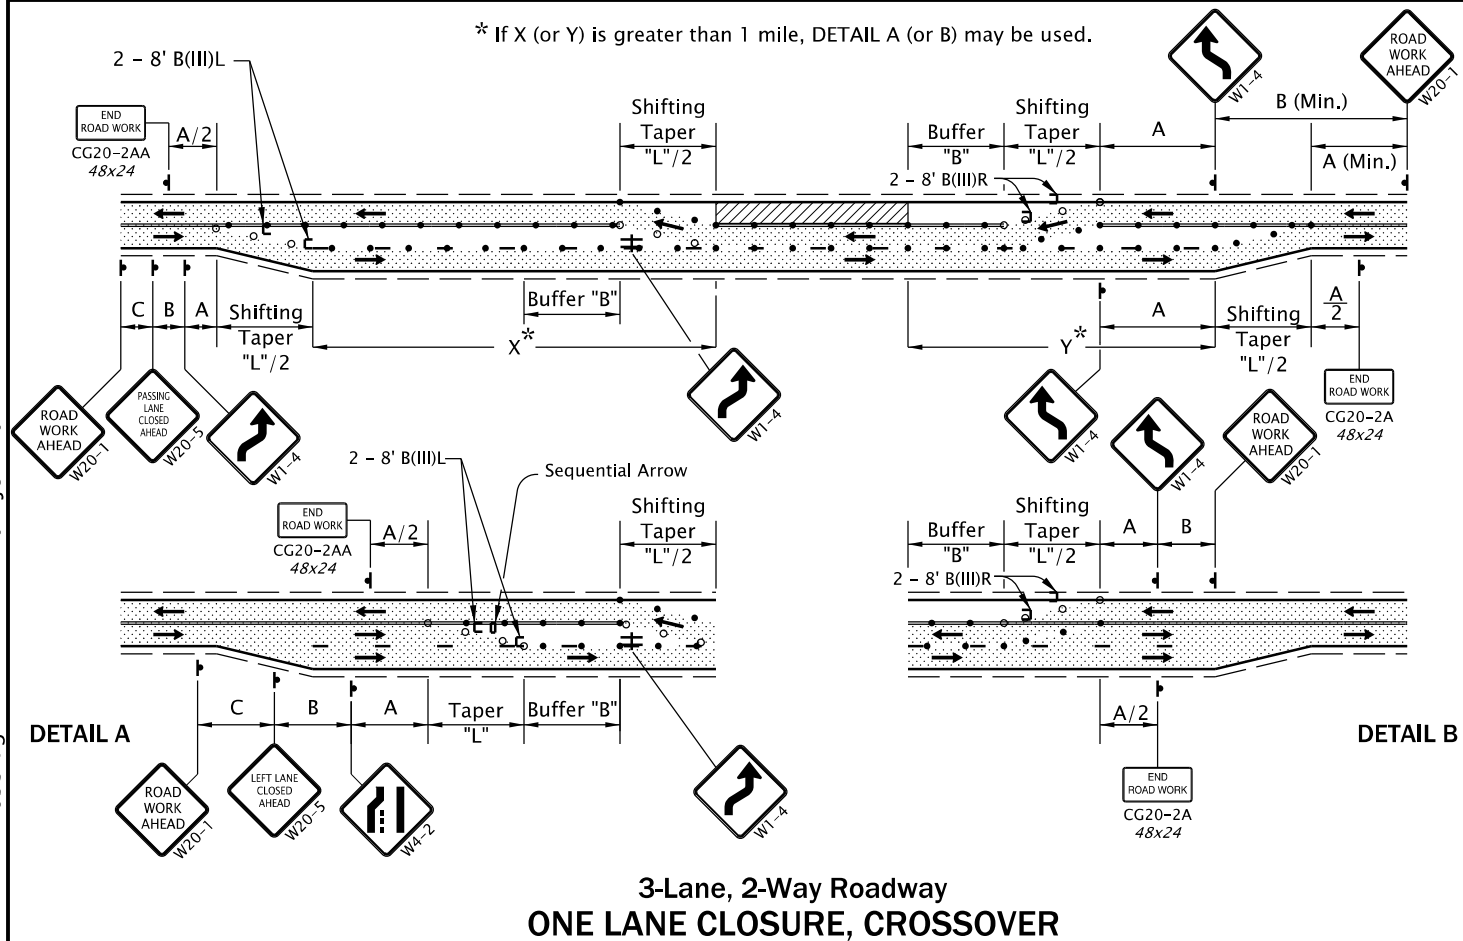 * If X (or Y) is greater than 1 mile, DETAIL A (or B) may be used.
2 - 8' B(III)L
END
ROAD WORK
CG20-2AA
48x24
A/2
Shifting
Taper
"L"/2
Buffer
"B"
Shifting
Taper
"L"/2
2 - 8' B(III)R
A
W1-4
B (Min.)
A (Min.)
ROAD
WORK
AHEAD
W20-1
C
B
A
Shifting
Taper
"L"/2
Buffer "B"
X*
Y*
A
Shifting
Taper
"L"/2
A
2
END
ROAD WORK
CG20-2A
48x24
ROAD
WORK
AHEAD
W20-1
PASSING
LANE
CLOSED
AHEAD
W20-5
W1-4
W1-4
W1-4
W1-4
ROAD
WORK
AHEAD
W20-1
2 - 8' B(III)L
Sequential Arrow
END
ROAD WORK
CG20-2AA
48x24
A/2
Shifting
Taper
"L"/2
Buffer
"B"
Shifting
Taper
"L"/2
A
B
2 - 8' B(III)R
DETAIL A
C
B
A
Taper
"L"
Buffer "B"
A/2
DETAIL B
ROAD
WORK
AHEAD
W20-1
LEFT LANE
CLOSED
AHEAD
W20-5
W4-2
W1-4
END
ROAD WORK
CG20-2A
48x24
3-Lane, 2-Way Roadway
ONE LANE CLOSURE, CROSSOVER